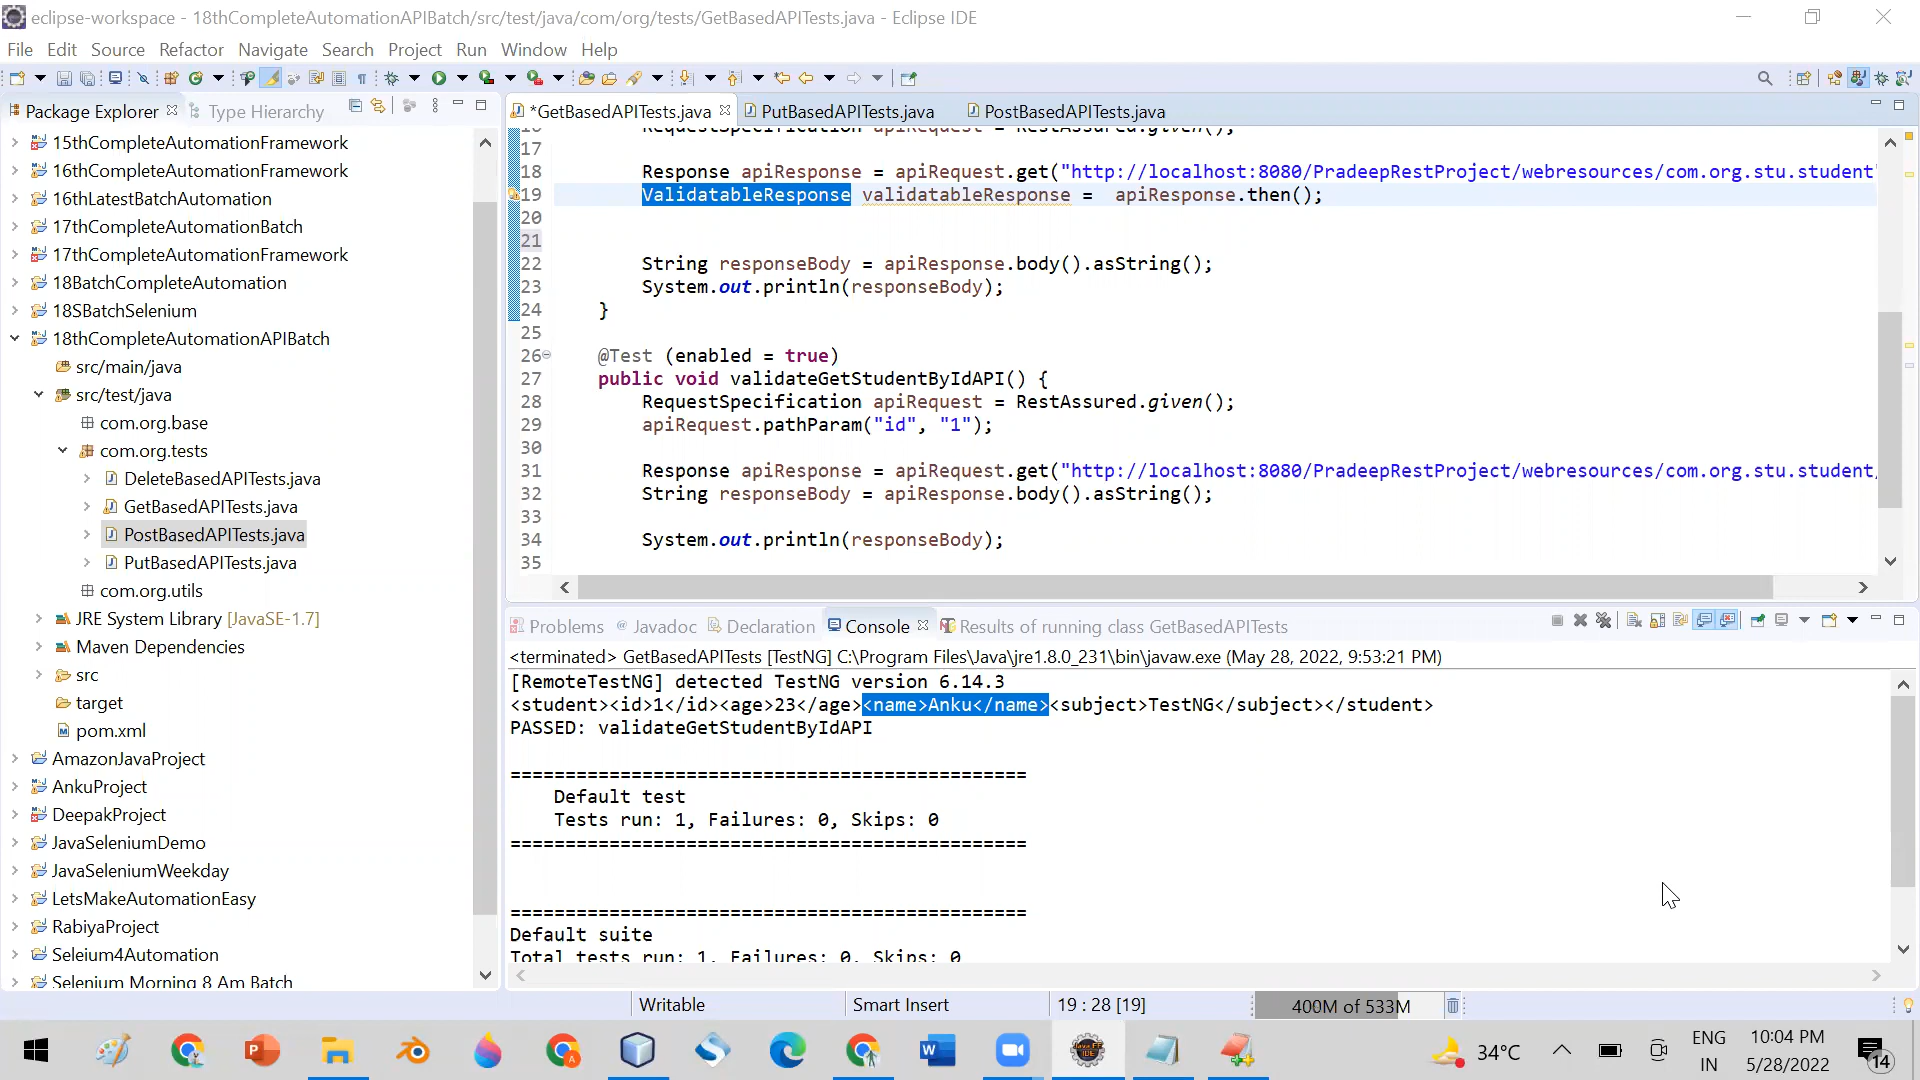 eclipse-workspace - 18thCompleteAutomationAPIBatch/src/test/java/com/org/tests/GetBasedAPITests.java - Eclipse IDE
File Edit Source Refactor Navigate Search Project Run Window Help
Package Explorer Type Hierarchy
15thCompleteAutomationFramework
16thCompleteAutomationFramework
16thLatestBatchAutomation
17thCompleteAutomationBatch
17thCompleteAutomationFramework
18BatchCompleteAutomation
18SBatchSelenium
18thCompleteAutomationAPIBatch
src/main/java
src/test/java
com.org.base
com.org.tests
DeleteBasedAPITests.java
GetBasedAPITests.java
PostBasedAPITests.java
PutBasedAPITests.java
com.org.utils
JRE System Library [JavaSE-1.7]
Maven Dependencies
src
target
pom.xml
AmazonJavaProject
AnkuProject
DeepakProject
JavaSeleniumDemo
JavaSeleniumWeekday
LetsMakeAutomationEasy
RabiyaProject
Seleium4Automation
Selenium Morning 8 Am Batch
*GetBasedAPITests.java PutBasedAPITests.java PostBasedAPITests.java
16 RequestSpecification apiRequest = RestAssured.given();
17
18 Response apiResponse = apiRequest.get("http://localhost:8080/PradeepRestProject/webresources/com.org.stu.student"
19 ValidatableResponse validatableResponse = apiResponse.then();
20
21
22 String responseBody = apiResponse.body().asString();
23 System.out.println(responseBody);
24 }
25
26 @Test (enabled = true)
27 public void validateGetStudentByIdAPI() {
28 RequestSpecification apiRequest = RestAssured.given();
29 apiRequest.pathParam("id", "1");
30
31 Response apiResponse = apiRequest.get("http://localhost:8080/PradeepRestProject/webresources/com.org.stu.student/
32 String responseBody = apiResponse.body().asString();
33
34 System.out.println(responseBody);
35
Problems Javadoc Declaration Console Results of running class GetBasedAPITests
<terminated> GetBasedAPITests [TestNG] C:\Program Files\Java\jre1.8.0_231\bin\javaw.exe (May 28, 2022, 9:53:21 PM)
[RemoteTestNG] detected TestNG version 6.14.3
<student><id>1</id><age>23</age><name>Anku</name><subject>TestNG</subject></student>
PASSED: validateGetStudentByIdAPI
===============================================
Default test
Tests run: 1, Failures: 0, Skips: 0
===============================================
===============================================
Default suite
Total tests run: 1, Failures: 0, Skips: 0
Writable Smart Insert 19 : 28 [19] 400M of 533M
34°C ENG IN 10:04 PM 5/28/2022 14